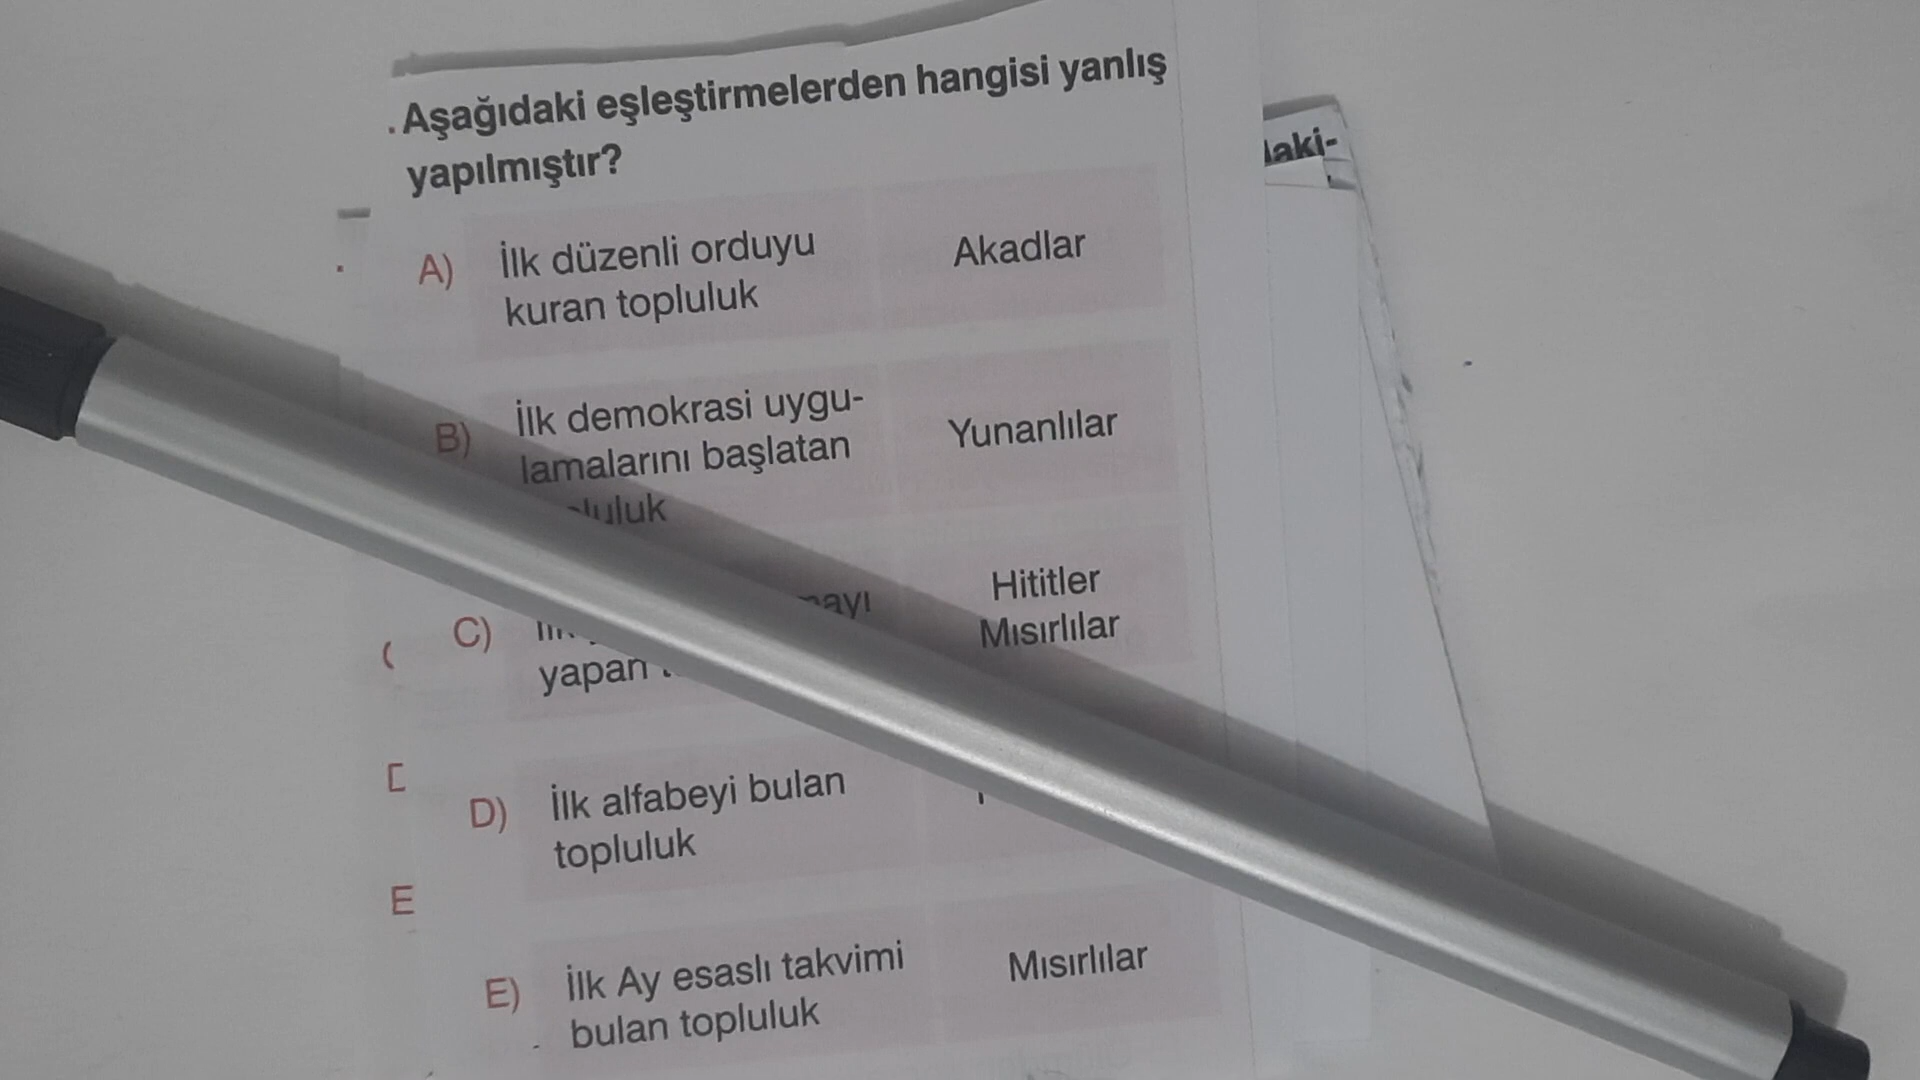 . Aşağıdaki eşleştirmelerden hangisi yanlış
yapılmıştır?
A) İlk düzenli orduyu
kuran topluluk
Akadlar
B) İlk demokrasi uygu-
lamalarını başlatan
Yunanlılar
C)
yapan
Hititler
Mısırlılar
D) İlk alfabeyi bulan
topluluk
E) İlk Ay esaslı takvimi
bulan topluluk
Mısırlılar
E